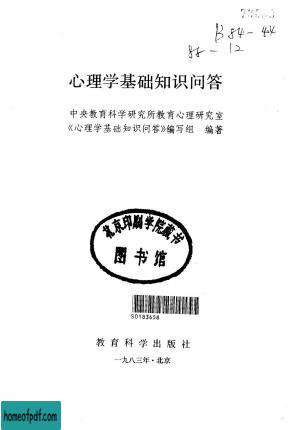 B84-44
88-12
心理学基础知识问答
中央教育科学研究所教育心理研究室
《心理学基础知识问答》编写组 编著
北京印刷学院藏书
图书馆
SD183658
教育科学出版社
一九八三年·北京
homeofpdf.com
homeofpdf.com